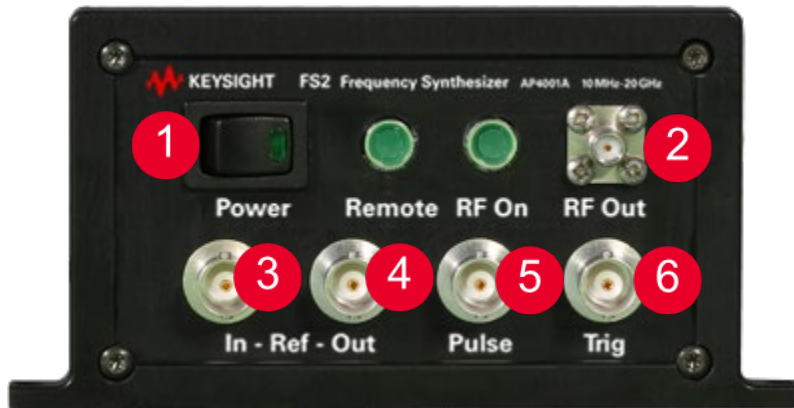 KEYSIGHT FS2 Frequency Synthesizer AP4001A 10 MHz-20 GHz
1
2
Power Remote RF On RF Out
3 4 5 6
In - Ref - Out Pulse Trig